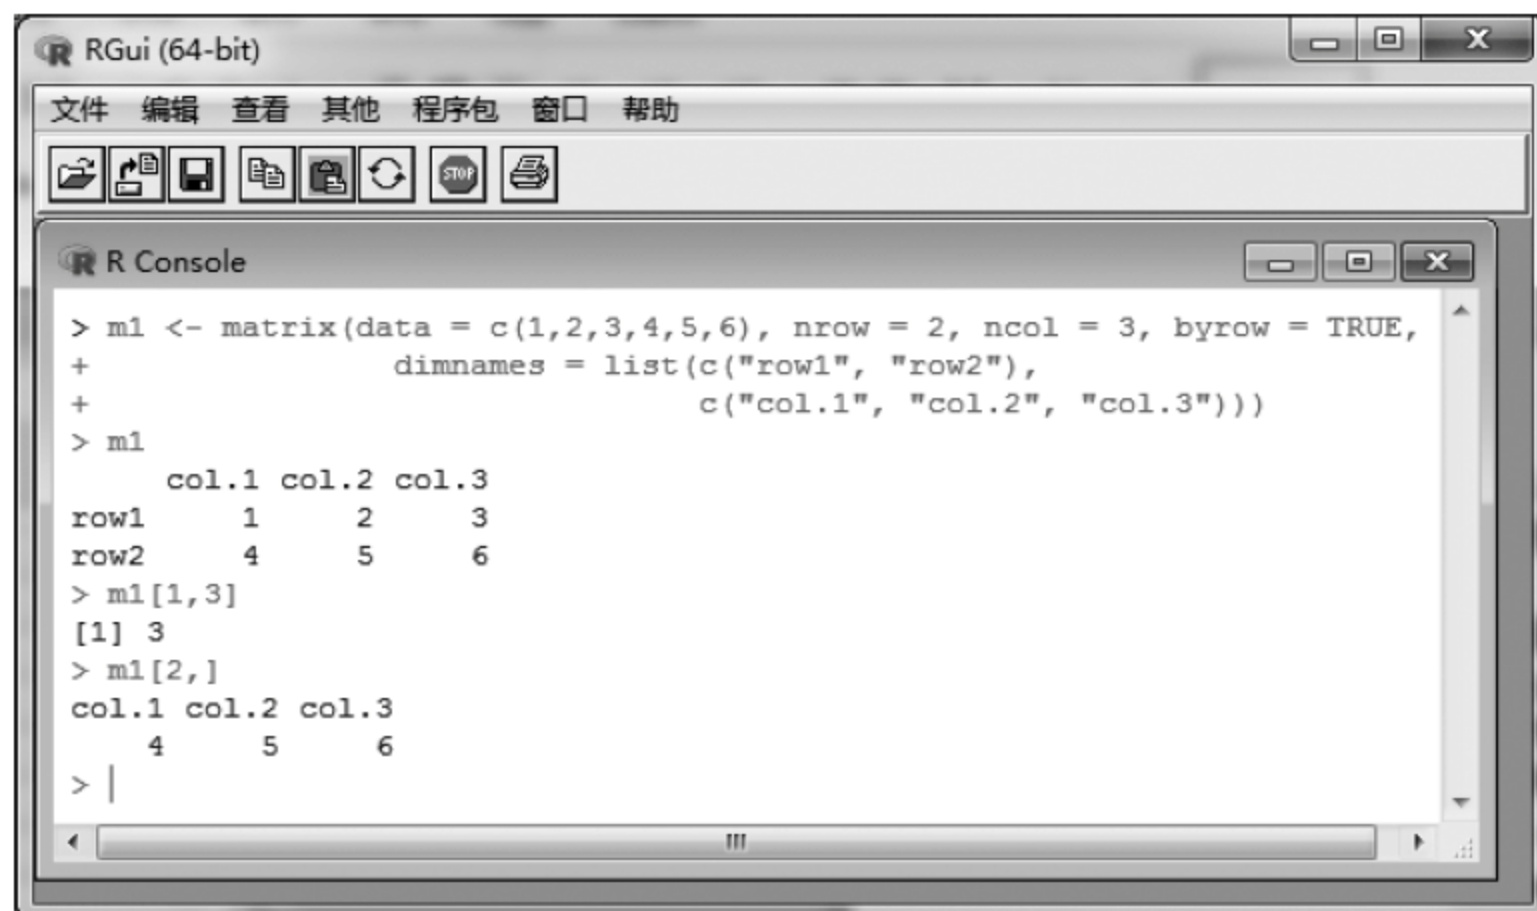 RGui (64-bit)
文件 编辑 查看 其他 程序包 窗口 帮助
STOP
R Console
> m1 <- matrix(data = c(1,2,3,4,5,6), nrow = 2, ncol = 3, byrow = TRUE,
+                 dimnames = list(c("row1", "row2"),
+                                 c("col.1", "col.2", "col.3")))
> m1
     col.1 col.2 col.3
row1     1     2     3
row2     4     5     6
> m1[1,3]
[1] 3
> m1[2,]
col.1 col.2 col.3
    4     5     6
>